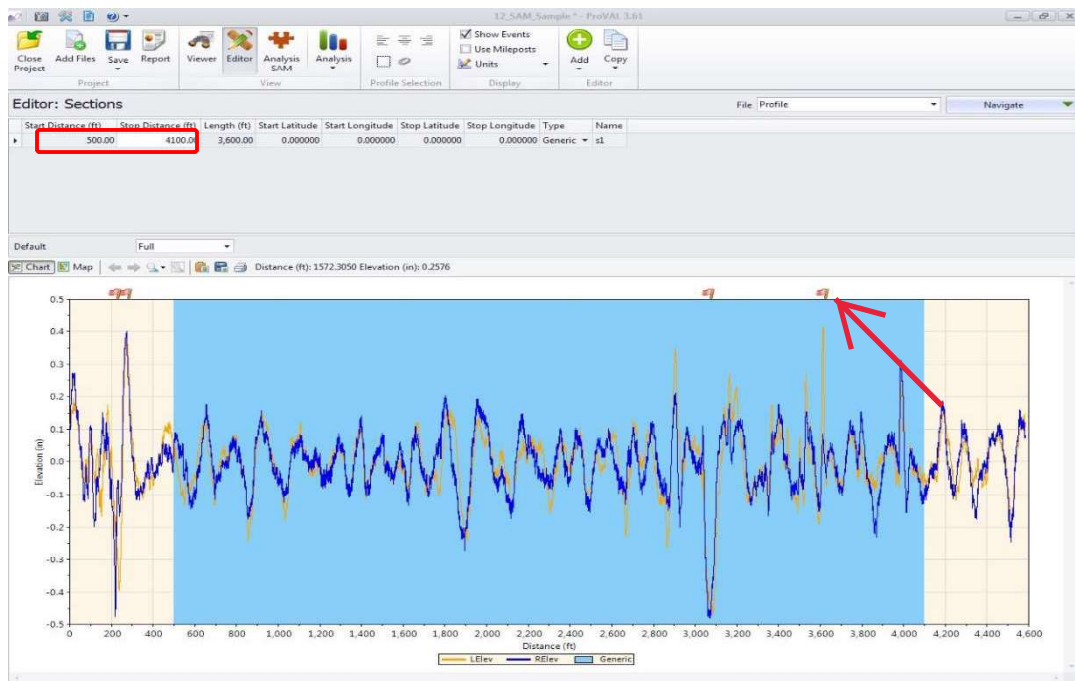 12_SAM_Sample * - ProVAL 3.61
Close Project
Add Files
Save
Report
Viewer
Editor
Analysis SAM
Analysis
Show Events
Use Mileposts
Units
Add
Copy
Project
View
Profile Selection
Display
Editor
Editor: Sections
File Profile
Navigate
Start Distance (ft) Stop Distance (ft) Length (ft) Start Latitude Start Longitude Stop Latitude Stop Longitude Type Name
500.00 4100.00 3,600.00 0.000000 0.000000 0.000000 0.000000 Generic s1
Default Full
Chart Map Distance (ft): 1572.3050 Elevation (in): 0.2576
0.5
0.4
0.3
0.2
0.1
0.0
-0.1
-0.2
-0.3
-0.4
-0.5
Elevation (in)
0 200 400 600 800 1,000 1,200 1,400 1,600 1,800 2,000 2,200 2,400 2,600 2,800 3,000 3,200 3,400 3,600 3,800 4,000 4,200 4,400 4,600
Distance (ft)
LElev RElev Generic